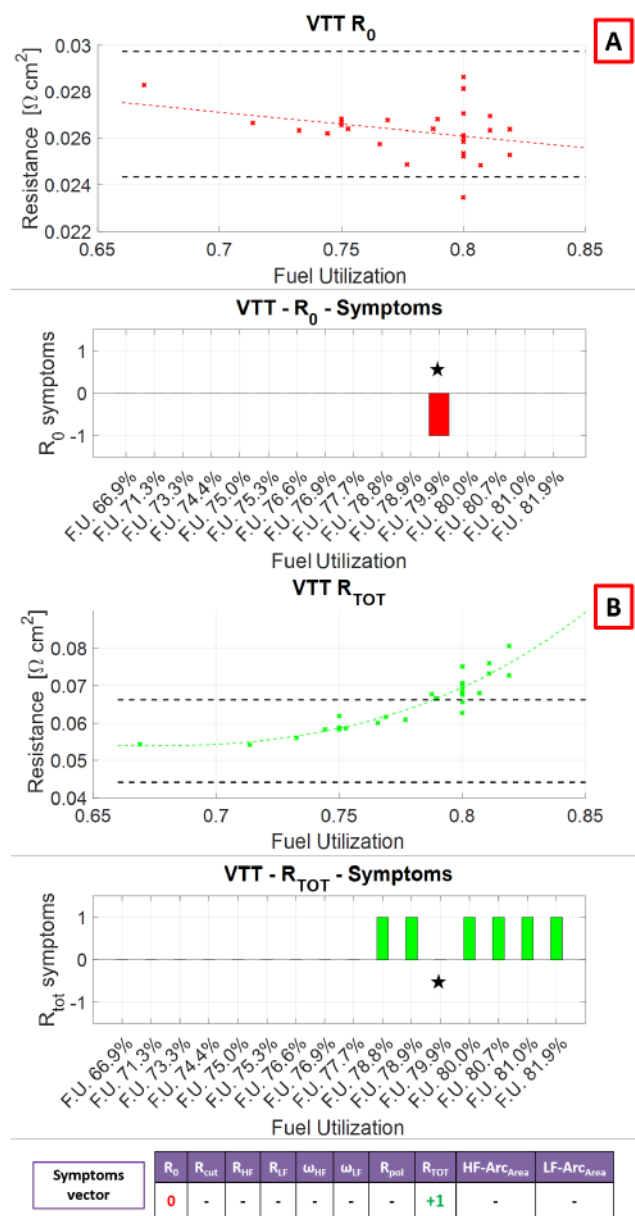 VTT R0
A
Resistance [Ω cm2]
0.03
0.028
0.026
0.024
0.022
0.65 0.7 0.75 0.8 0.85
Fuel Utilization
VTT - R0 - Symptoms
R0 symptoms
1
0
-1
F.U. 66.9% F.U. 71.3% F.U. 73.3% F.U. 74.4% F.U. 75.0% F.U. 75.3% F.U. 76.6% F.U. 76.9% F.U. 77.7% F.U. 78.8% F.U. 78.9% F.U. 79.9% F.U. 80.0% F.U. 80.7% F.U. 81.0% F.U. 81.9%
Fuel Utilization
VTT RTOT
B
Resistance [Ω cm2]
0.08
0.07
0.06
0.05
0.04
0.65 0.7 0.75 0.8 0.85
Fuel Utilization
VTT - RTOT - Symptoms
Rtot symptoms
1
0
-1
F.U. 66.9% F.U. 71.3% F.U. 73.3% F.U. 74.4% F.U. 75.0% F.U. 75.3% F.U. 76.6% F.U. 76.9% F.U. 77.7% F.U. 78.8% F.U. 78.9% F.U. 79.9% F.U. 80.0% F.U. 80.7% F.U. 81.0% F.U. 81.9%
Fuel Utilization
Symptoms
vector
R0 Rcut RHF RLF ωHF ωLF Rpol RTOT HF-ArcArea LF-ArcArea
0 - - - - - - +1 - -